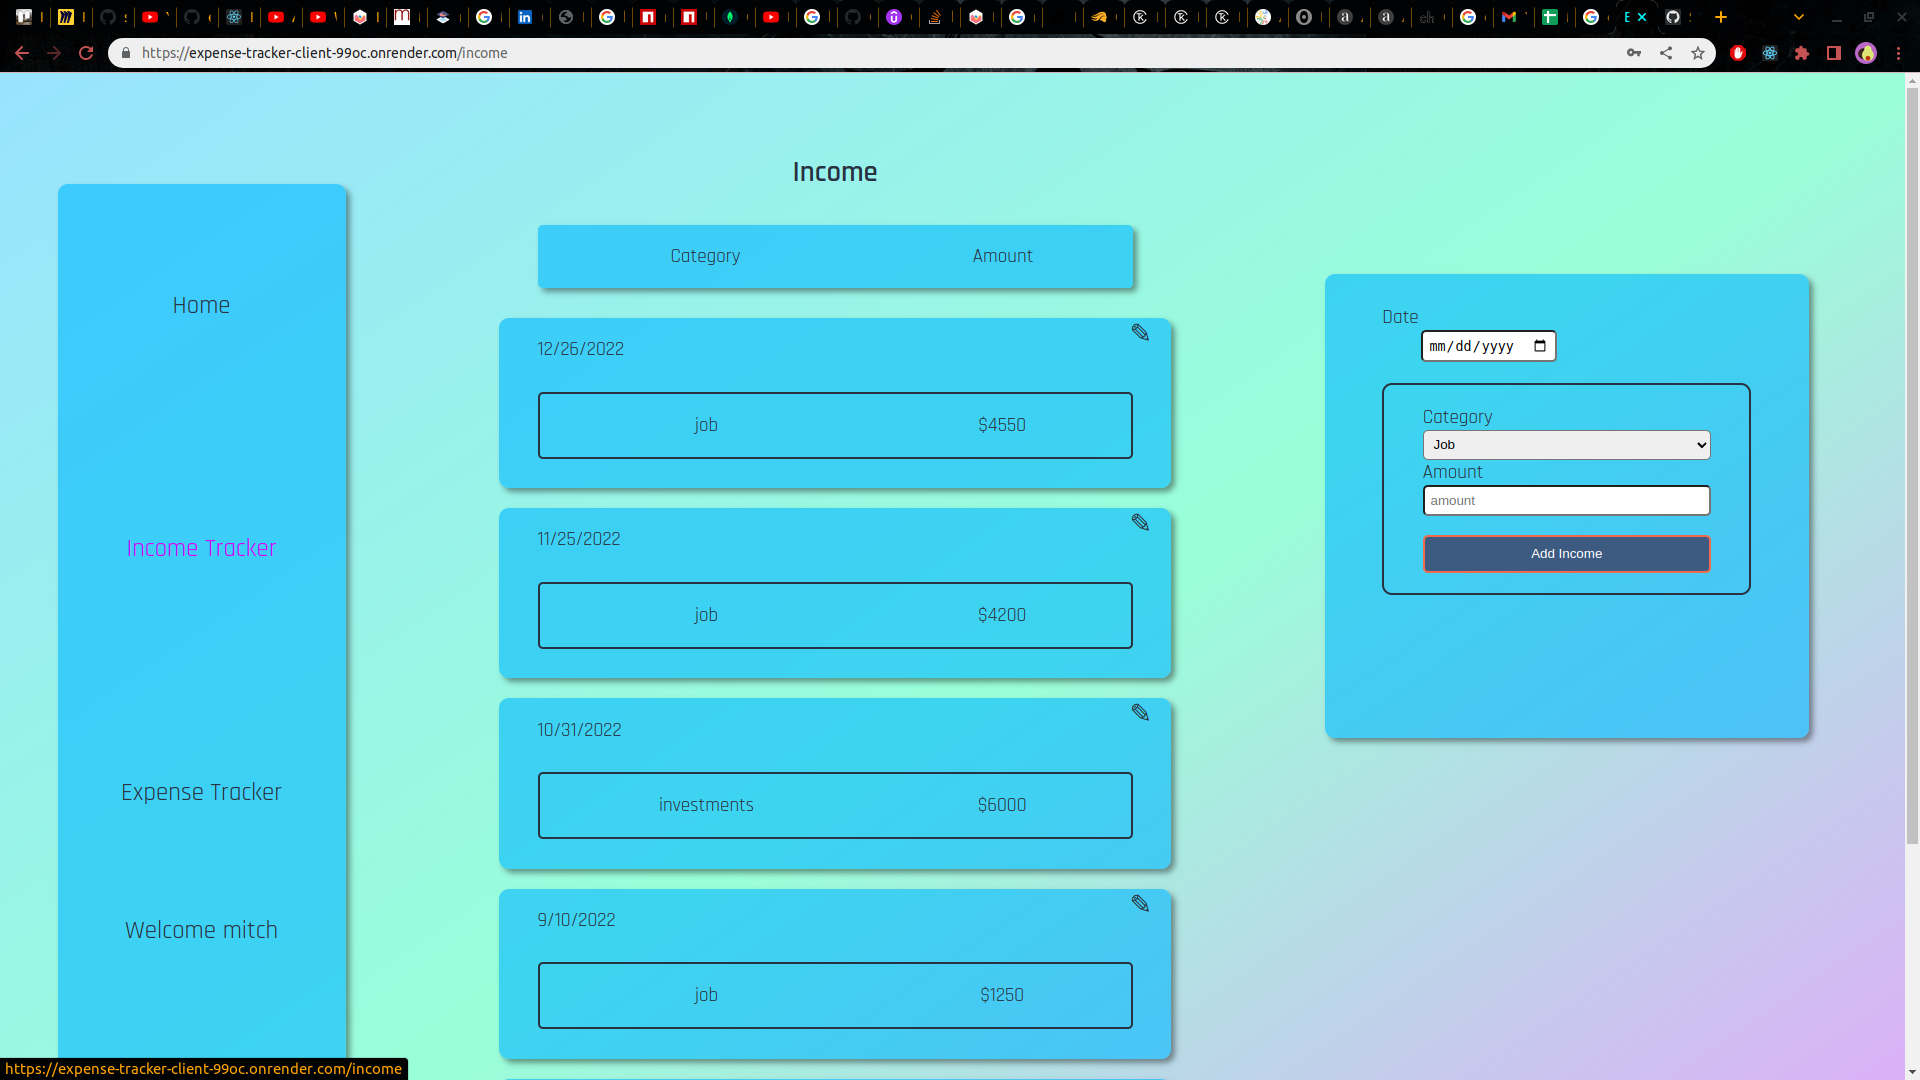 https://expense-tracker-client-99oc.onrender.com/income
Home
Income Tracker
Expense Tracker
Welcome mitch
Income
Category Amount
12/26/2022
job $4550
11/25/2022
job $4200
10/31/2022
investments $6000
9/10/2022
job $1250
Date
mm/dd/yyyy
Category
Job
Amount
amount
Add Income
https://expense-tracker-client-99oc.onrender.com/income